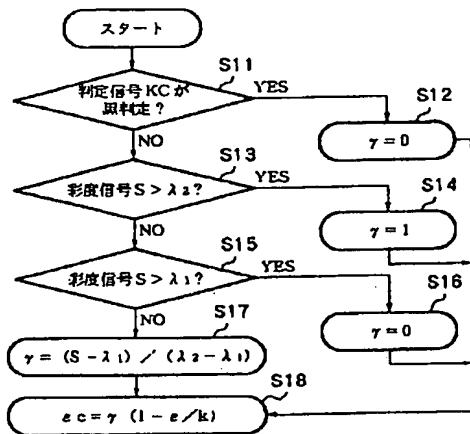 スタート
S11
判定信号KCが
黒判定?
YES
S12
γ=0
NO
S13
彩度信号S>λ2?
YES
S14
γ=1
NO
S15
彩度信号S>λ1?
YES
S16
γ=0
NO
S17
γ=(S-λ1)/(λ2-λ1)
S18
εc=γ(1-e/k)